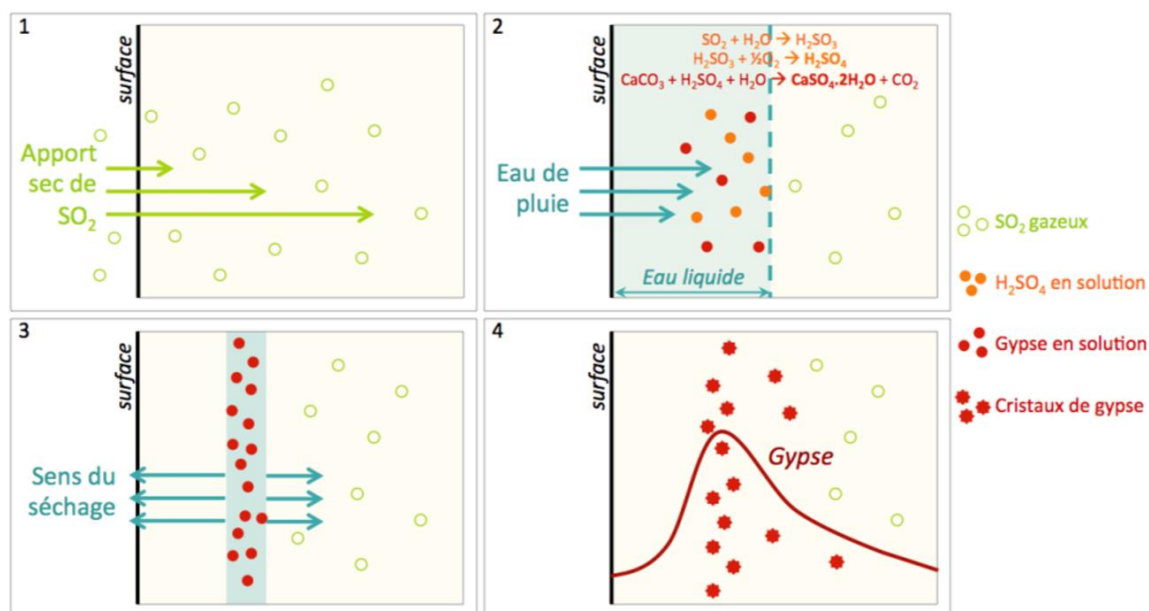 1
surface
Apport
sec de
SO₂
2
surface
SO₂ + H₂O → H₂SO₃
H₂SO₃ + ½O₂ → H₂SO₄
CaCO₃ + H₂SO₄ + H₂O → CaSO₄.2H₂O + CO₂
Eau de
pluie
Eau liquide
3
surface
Sens du
séchage
4
surface
Gypse
SO₂ gazeux
H₂SO₄ en solution
Gypse en solution
Cristaux de gypse